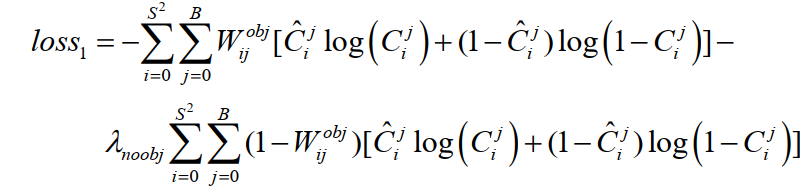 loss₁ = −∑_{i=0}^{S²} ∑_{j=0}^{B} W_{ij}^{obj}[Ĉ_i^j log(C_i^j) + (1−Ĉ_i^j) log(1−C_i^j)] −
λ_{noobj} ∑_{i=0}^{S²} ∑_{j=0}^{B} (1−W_{ij}^{obj})[Ĉ_i^j log(C_i^j) + (1−Ĉ_i^j) log(1−C_i^j)]